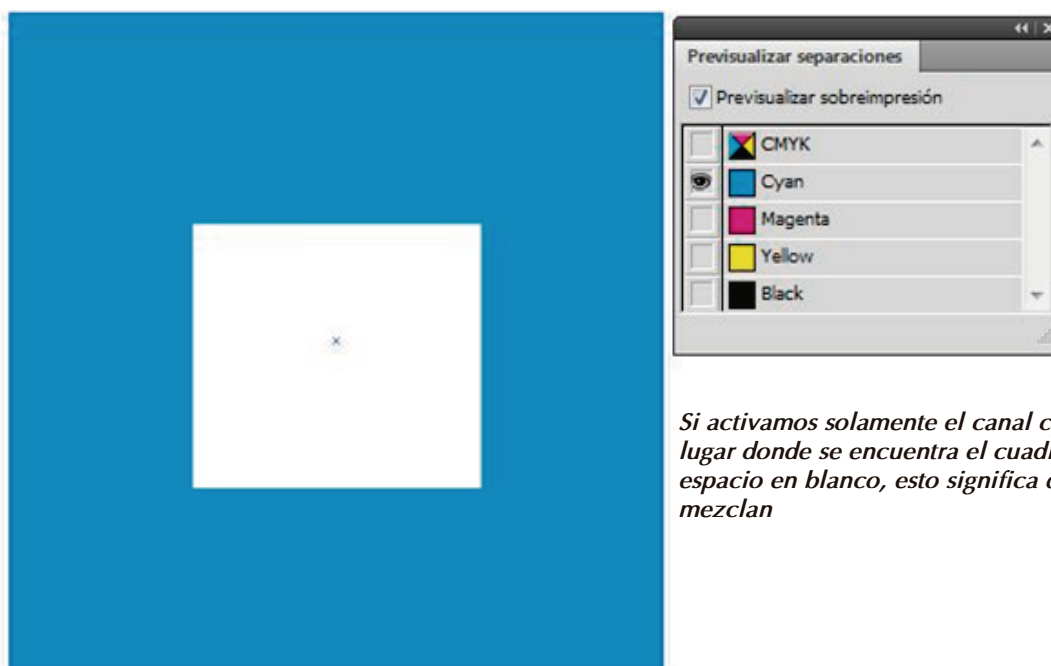 Previsualizar separaciones
Previsualizar sobreimpresión
CMYK
Cyan
Magenta
Yellow
Black
Si activamos solamente el canal
lugar donde se encuentra el
espacio en blanco, esto significa
mezclan